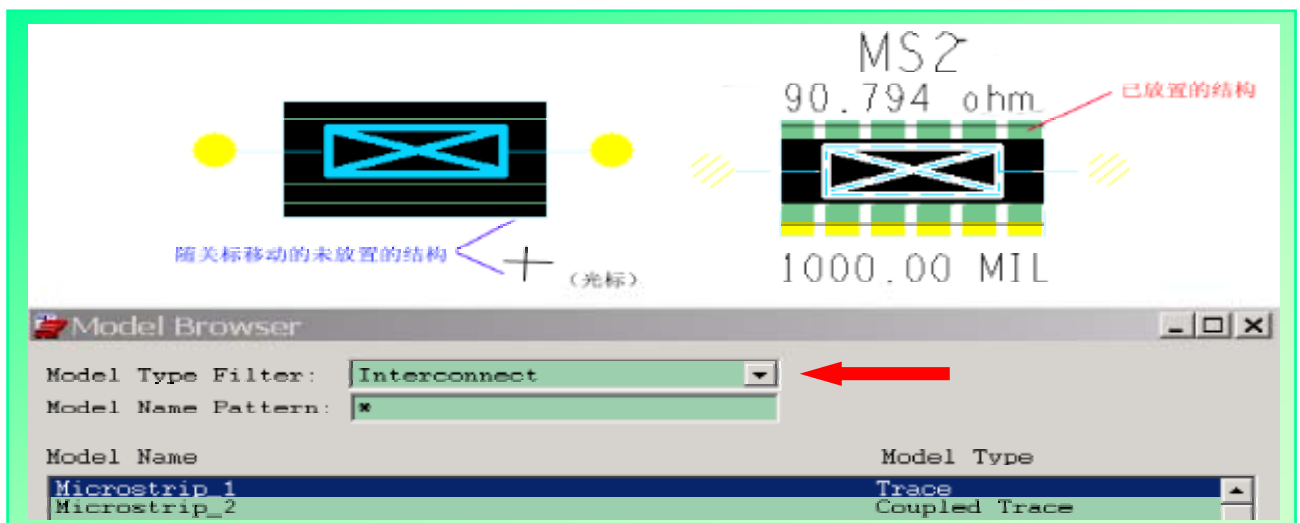 MS2
90.794 ohm
已放置的结构
随关标移动的未放置的结构
(光标)
1000.00 MIL
Model Browser
Model Type Filter: Interconnect
Model Name Pattern: *
Model Name Model Type
Microstrip_1 Trace
Microstrip_2 Coupled Trace